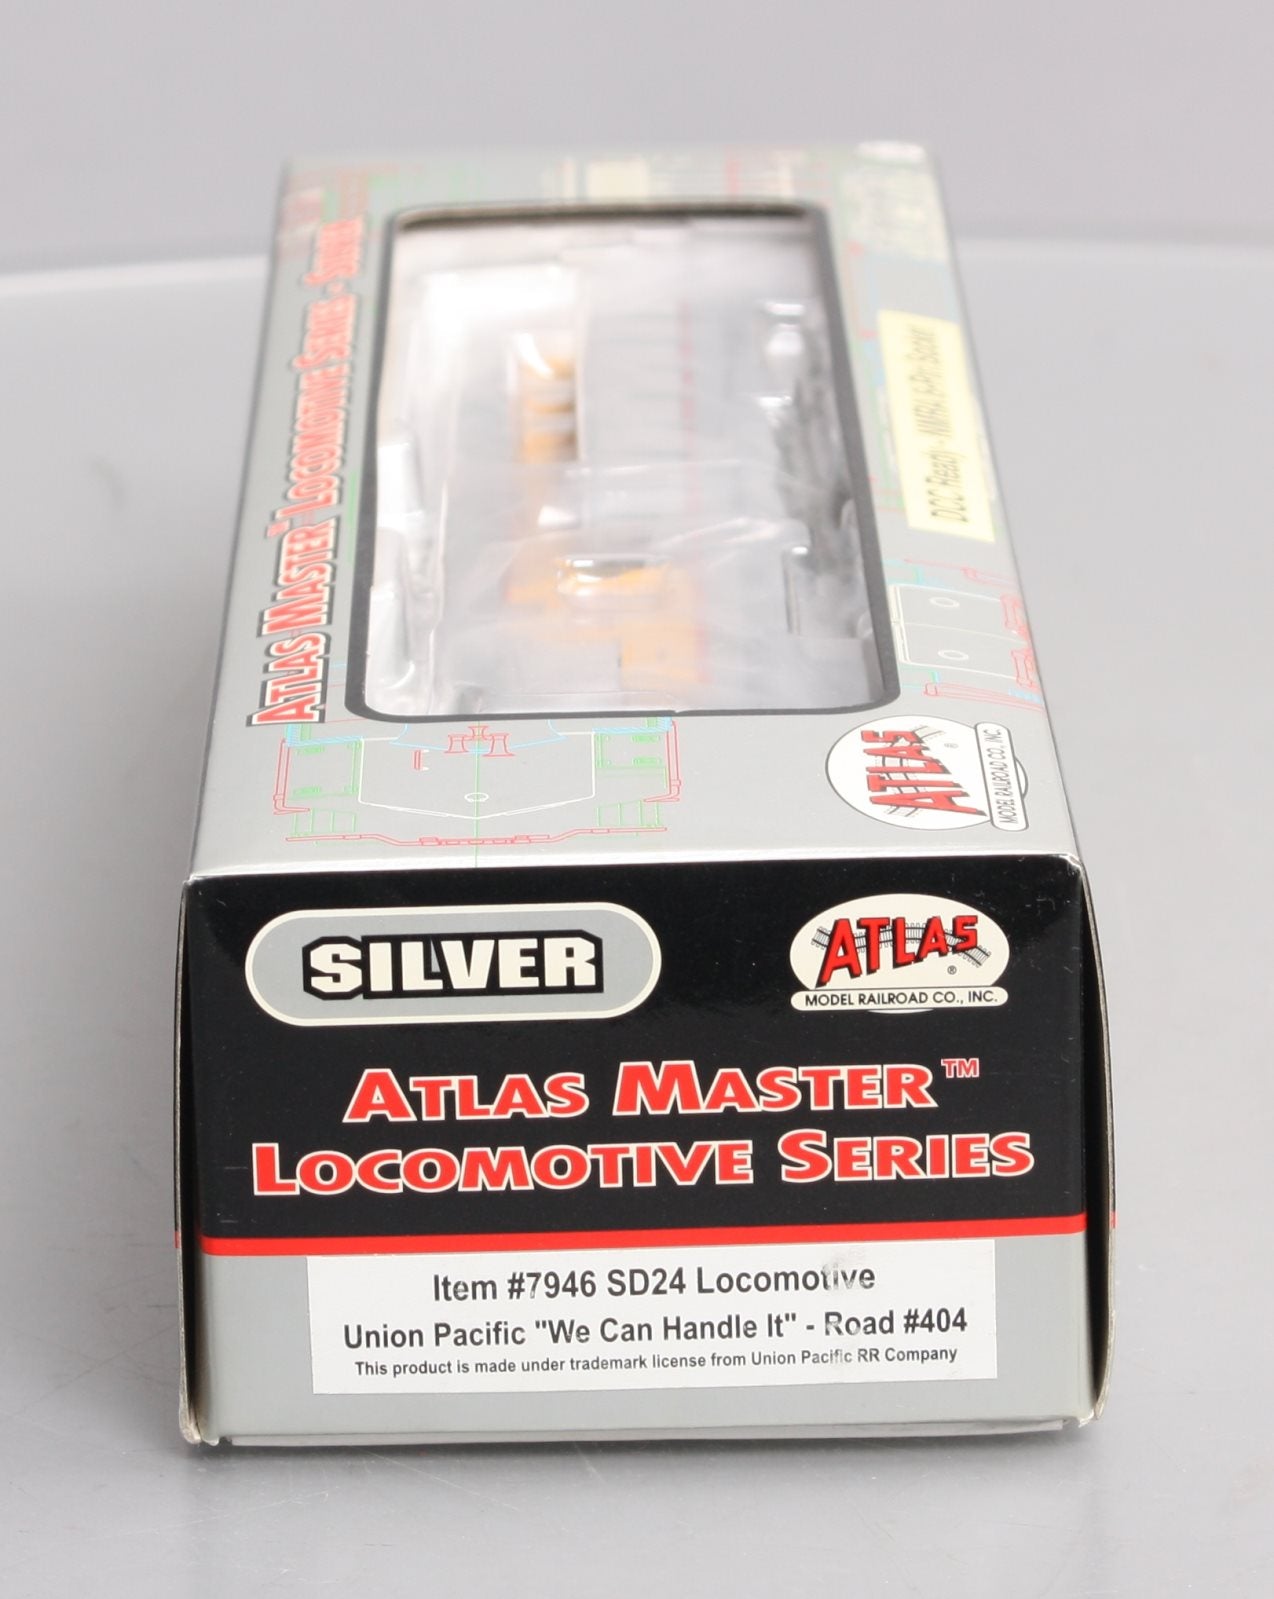 ATLAS MASTER™ LOCOMOTIVE SERIES - SILVER
DCC Ready - NMRA 8-Pin Socket
ATLAS®
MODEL RAILROAD CO., INC.
SILVER
ATLAS®
MODEL RAILROAD CO., INC.
ATLAS MASTER™
LOCOMOTIVE SERIES
Item #7946 SD24 Locomotive
Union Pacific "We Can Handle It" - Road #404
This product is made under trademark license from Union Pacific RR Company